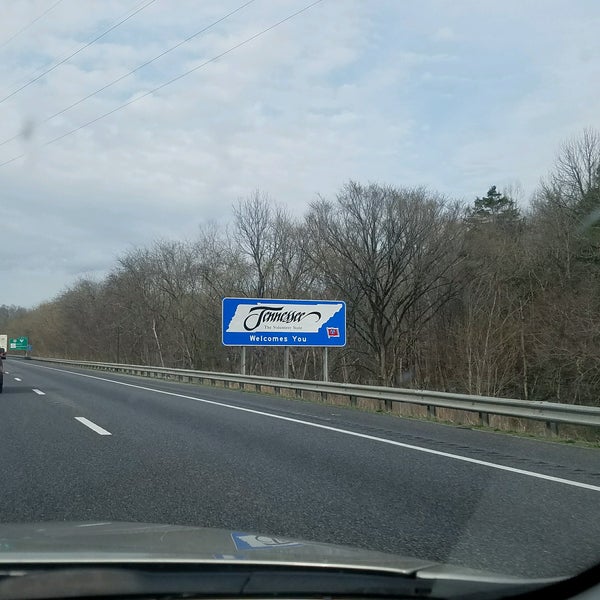 Tennessee
The Volunteer State
Welcomes You